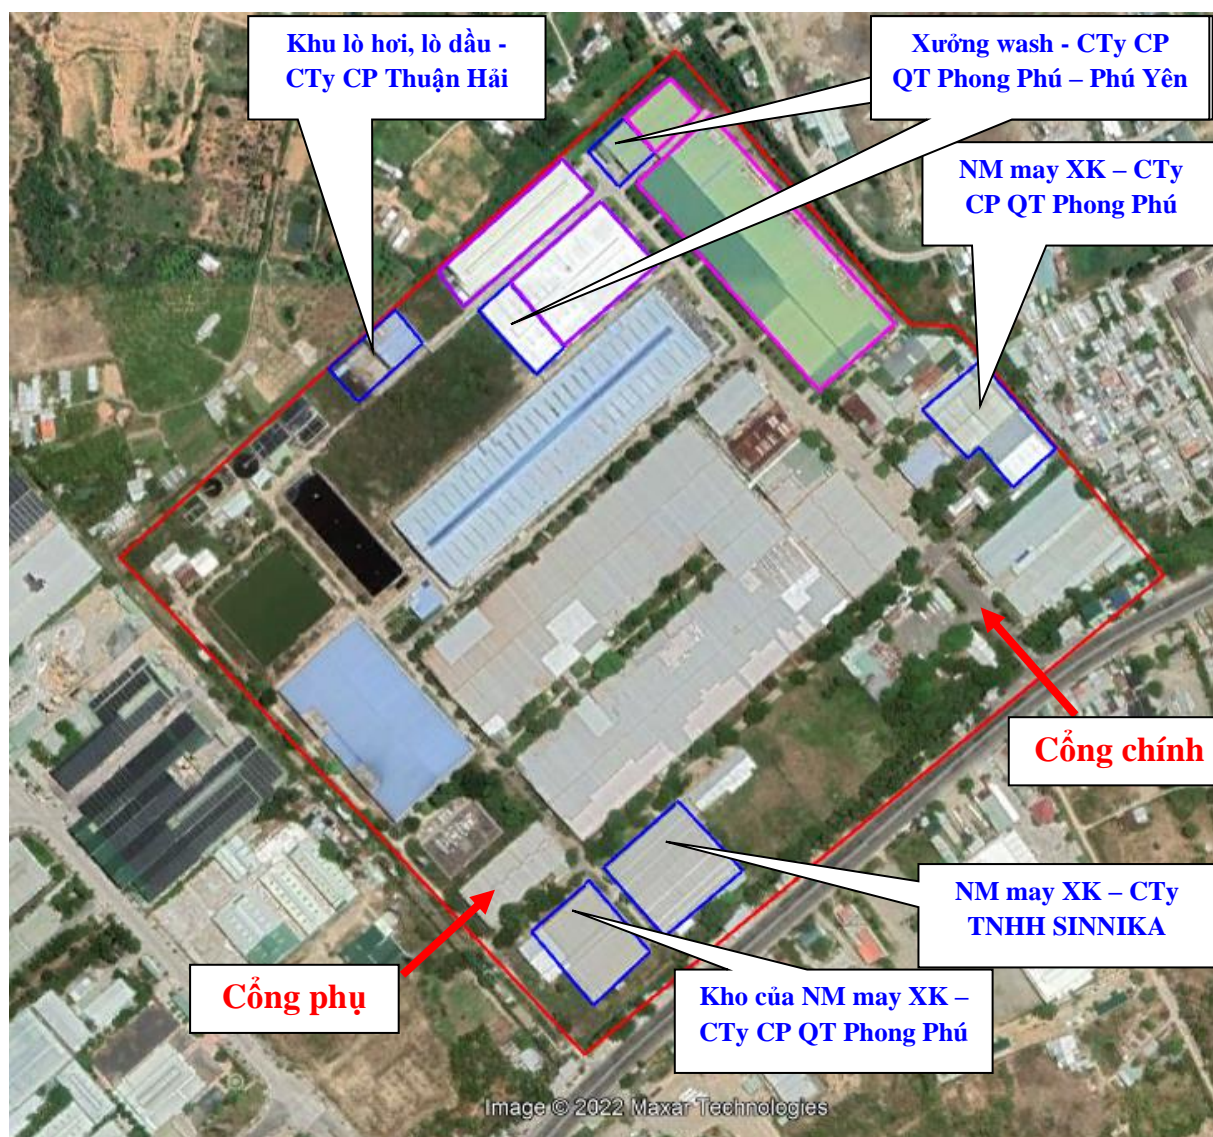 Khu lò hơi, lò dầu -
CTy CP Thuận Hải
Xưởng wash - CTy CP
QT Phong Phú – Phú Yên
NM may XK – CTy
CP QT Phong Phú
Cổng chính
NM may XK – CTy
TNHH SINNIKA
Cổng phụ
Kho của NM may XK –
CTy CP QT Phong Phú
Image © 2022 Maxar Technologies